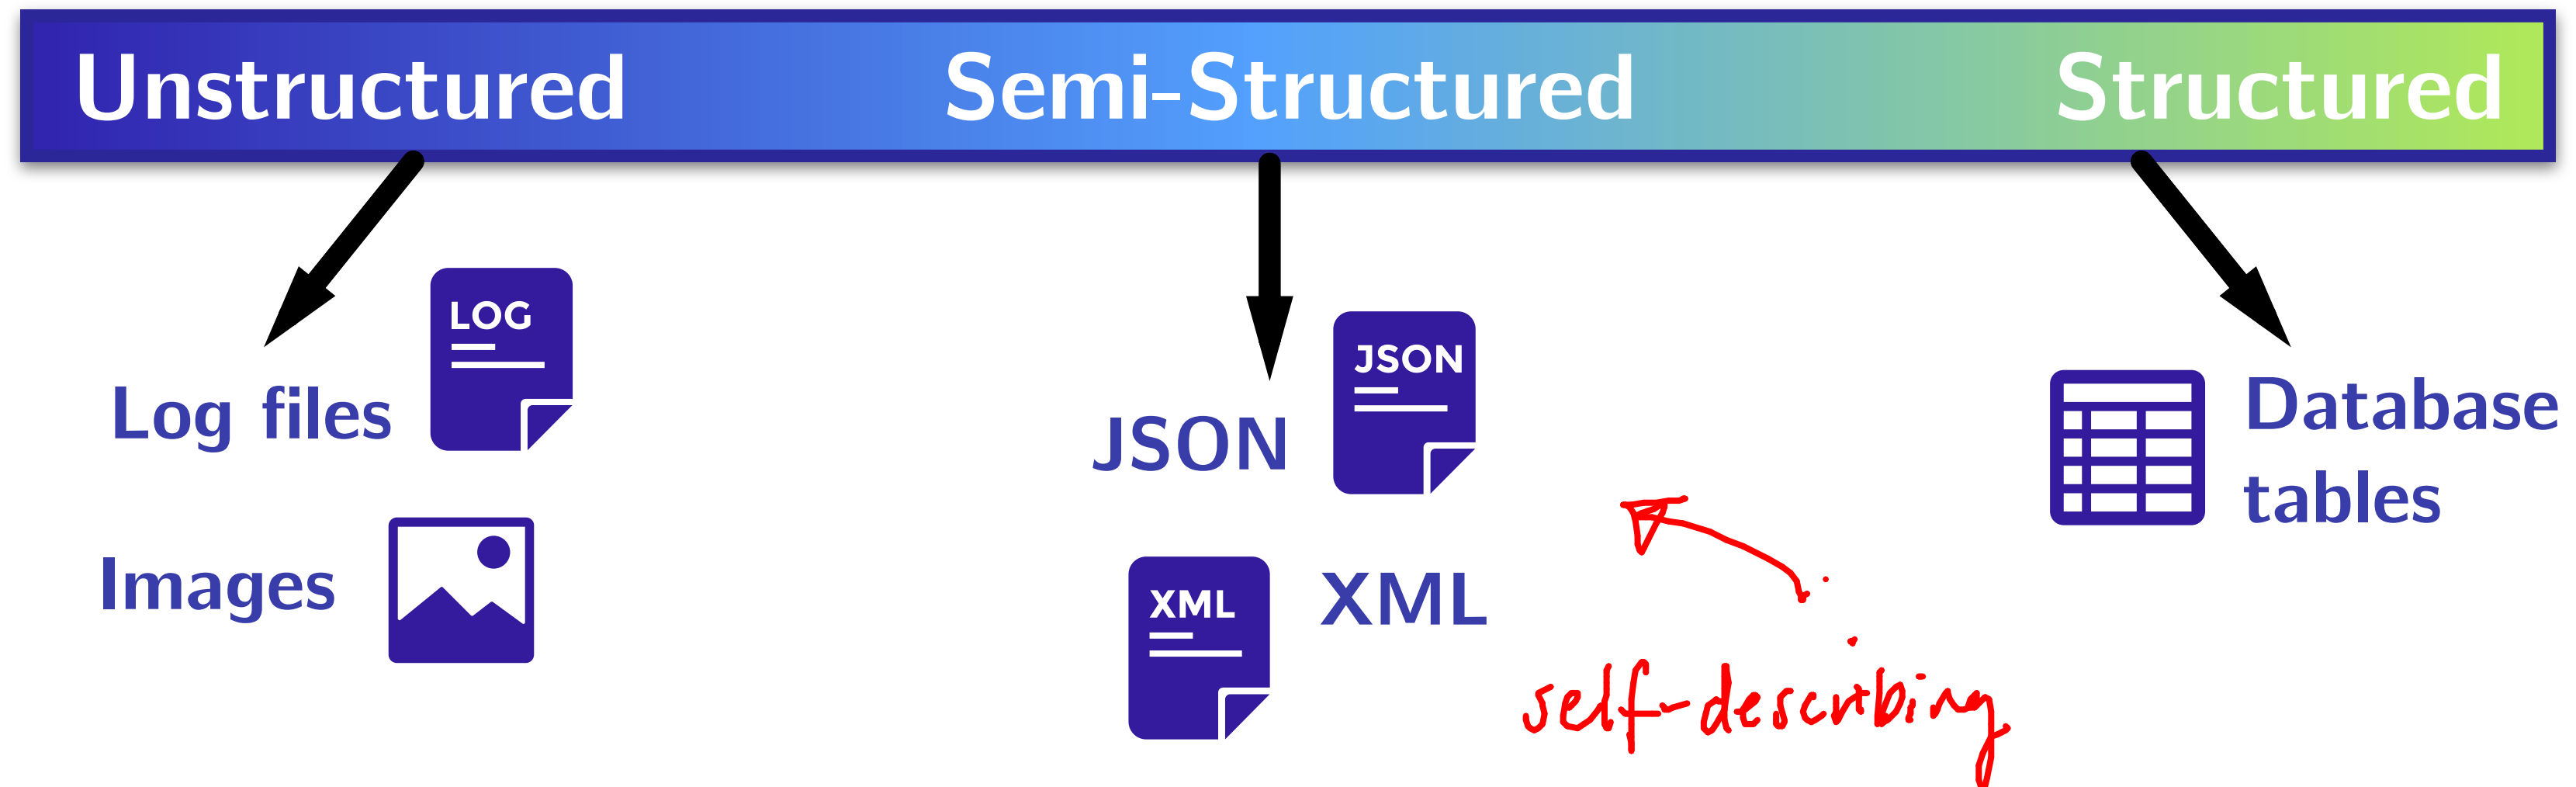 Unstructured Semi-Structured Structured
LOG
Log files
Images
JSON
JSON
XML
XML
Database
tables
self-describing